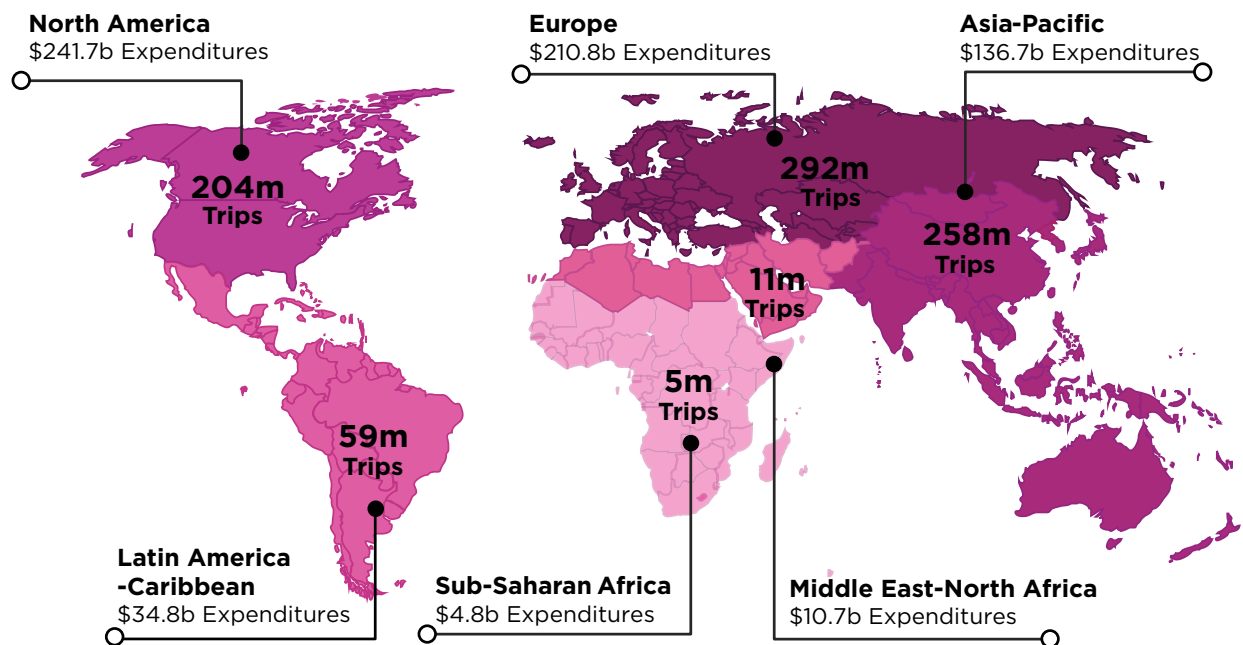 North America
$241.7b Expenditures
Europe
$210.8b Expenditures
Asia-Pacific
$136.7b Expenditures
204m
Trips
292m
Trips
258m
Trips
11m
Trips
5m
Trips
59m
Trips
Latin America
-Caribbean
$34.8b Expenditures
Sub-Saharan Africa
$4.8b Expenditures
Middle East-North Africa
$10.7b Expenditures